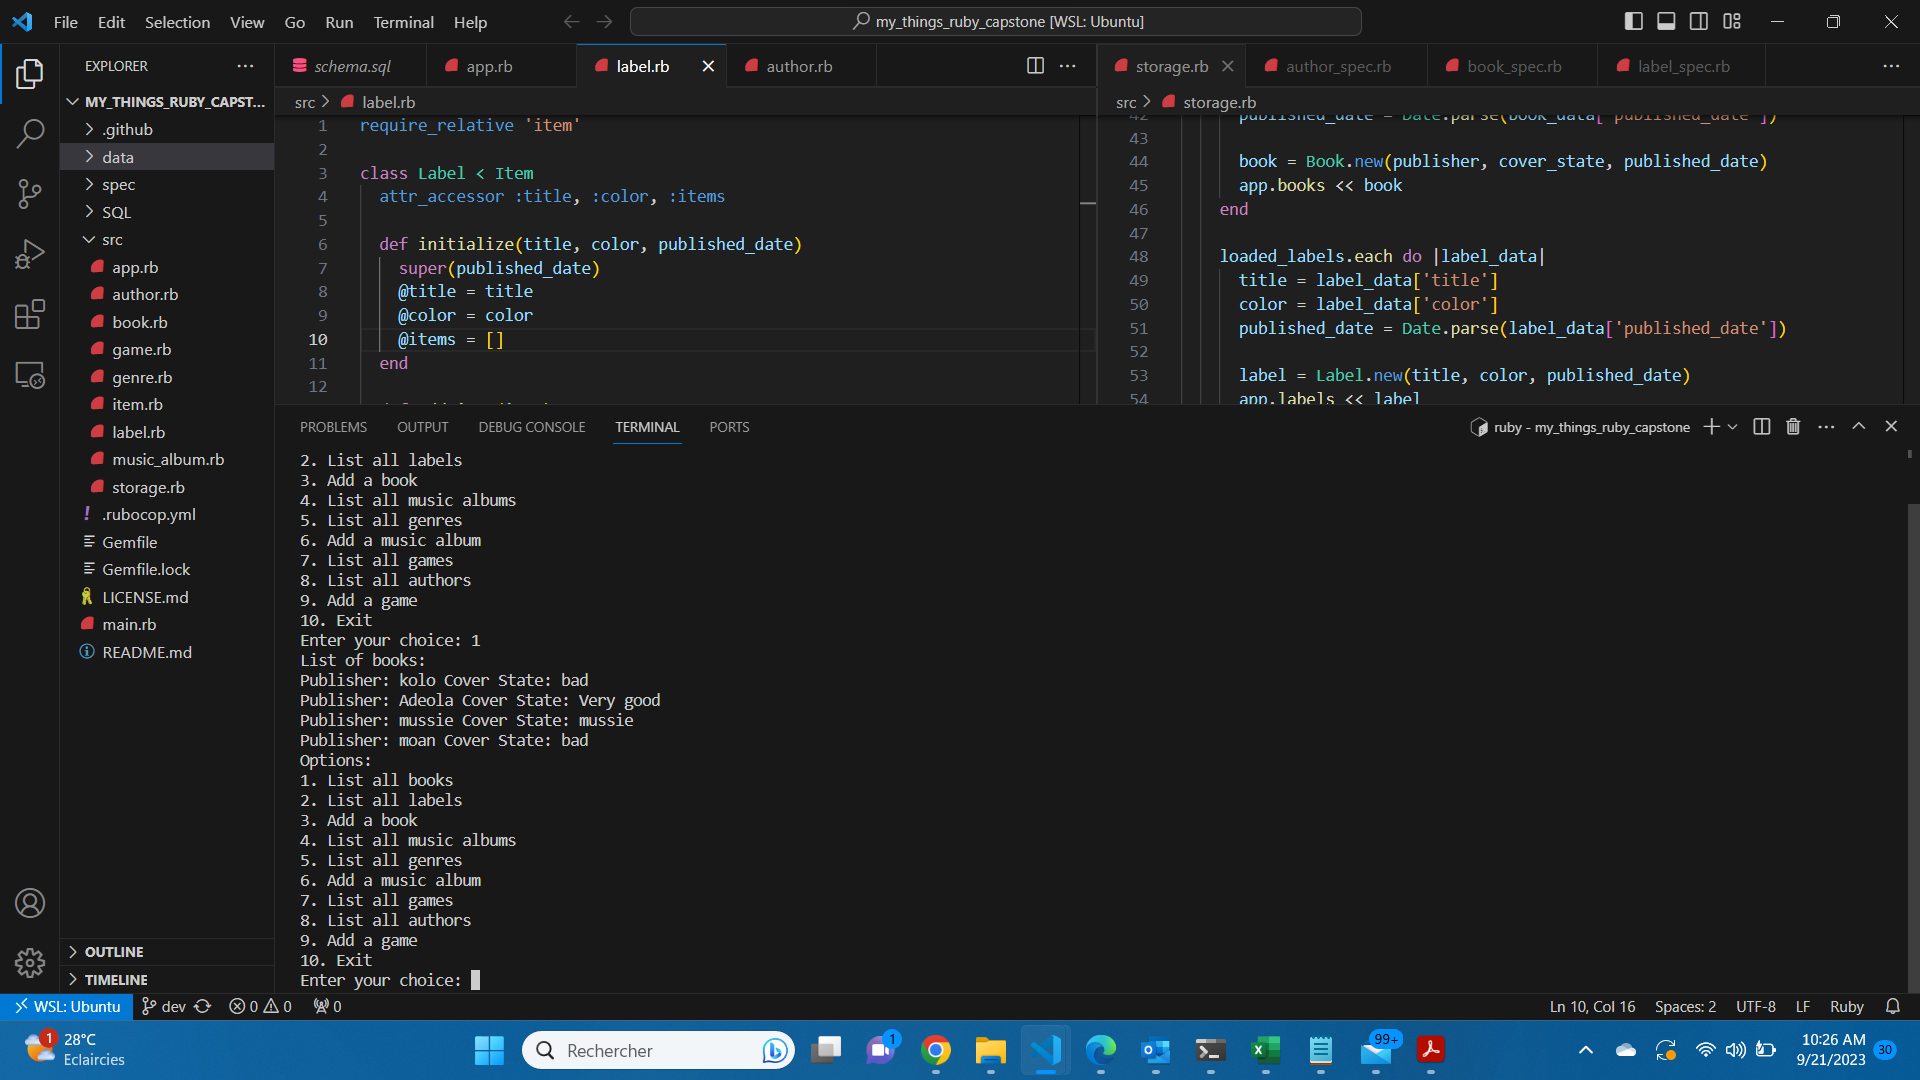 File Edit Selection View Go Run Terminal Help
my_things_ruby_capstone [WSL: Ubuntu]
EXPLORER
MY_THINGS_RUBY_CAPST...
.github
data
spec
SQL
src
app.rb
author.rb
book.rb
game.rb
genre.rb
item.rb
label.rb
music_album.rb
storage.rb
.rubocop.yml
Gemfile
Gemfile.lock
LICENSE.md
main.rb
README.md
OUTLINE
TIMELINE
schema.sql app.rb label.rb author.rb
src > label.rb
1 require_relative 'item'
2
3 class Label < Item
4 attr_accessor :title, :color, :items
5
6 def initialize(title, color, published_date)
7 super(published_date)
8 @title = title
9 @color = color
10 @items = []
11 end
12
storage.rb author_spec.rb book_spec.rb label_spec.rb
src > storage.rb
42 published_date = Date.parse(book_data['published_date'])
43
44 book = Book.new(publisher, cover_state, published_date)
45 app.books << book
46 end
47
48 loaded_labels.each do |label_data|
49 title = label_data['title']
50 color = label_data['color']
51 published_date = Date.parse(label_data['published_date'])
52
53 label = Label.new(title, color, published_date)
54 app.labels << label
PROBLEMS OUTPUT DEBUG CONSOLE TERMINAL PORTS
ruby - my_things_ruby_capstone
2. List all labels
3. Add a book
4. List all music albums
5. List all genres
6. Add a music album
7. List all games
8. List all authors
9. Add a game
10. Exit
Enter your choice: 1
List of books:
Publisher: kolo Cover State: bad
Publisher: Adeola Cover State: Very good
Publisher: mussie Cover State: mussie
Publisher: moan Cover State: bad
Options:
1. List all books
2. List all labels
3. Add a book
4. List all music albums
5. List all genres
6. Add a music album
7. List all games
8. List all authors
9. Add a game
10. Exit
Enter your choice:
WSL: Ubuntu dev 0 0 0
Ln 10, Col 16 Spaces: 2 UTF-8 LF Ruby
1
28°C
Eclaircies
Rechercher
1
99+
10:26 AM
9/21/2023
30